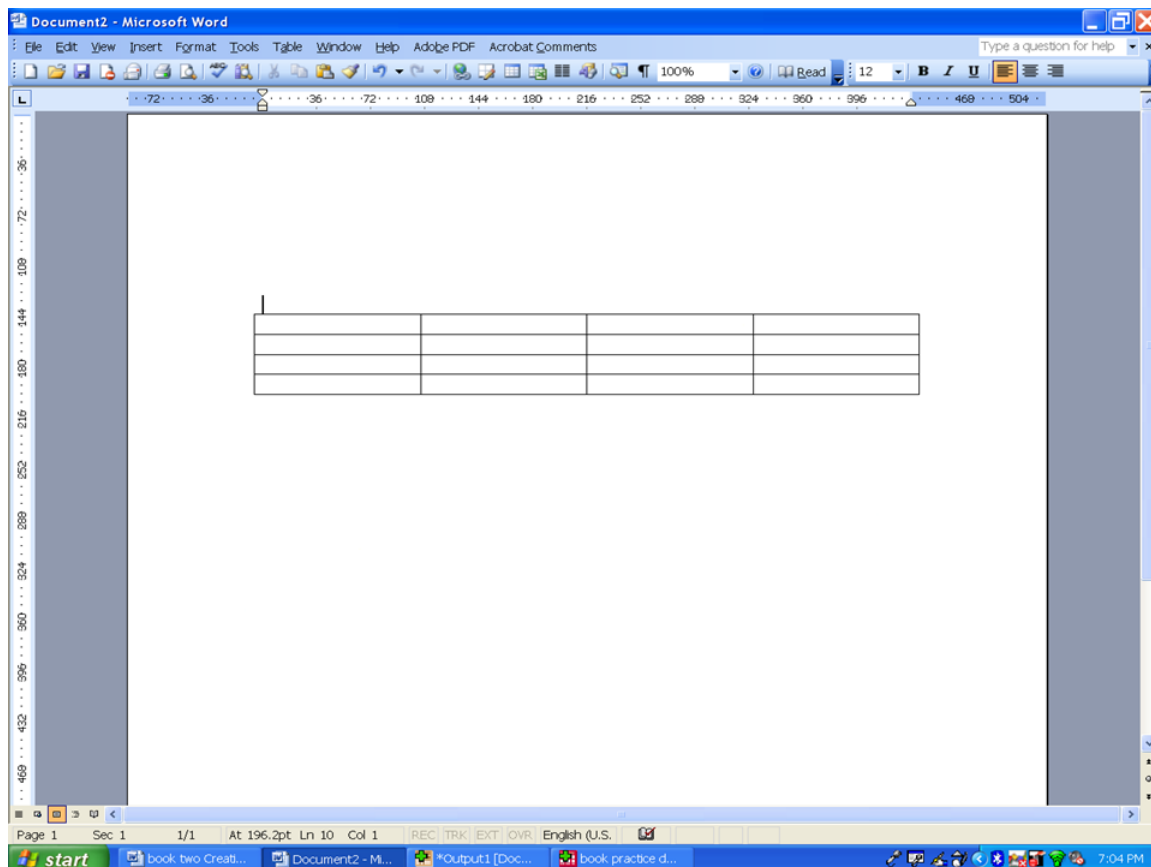 Document2 - Microsoft Word
File Edit View Insert Format Tools Table Window Help Adobe PDF Acrobat Comments Type a question for help
100% Read 12 B I U
L
72 36 36 72 108 144 180 216 252 288 324 360 396 468 504
36
72
108
144
180
216
252
288
324
360
396
432
468
Page 1 Sec 1 1/1 At 196.2pt Ln 10 Col 1 REC TRK EXT OVR English (U.S.
start book two Creati... Document2 - Mi... *Output1 [Doc... book practice d... 7:04 PM